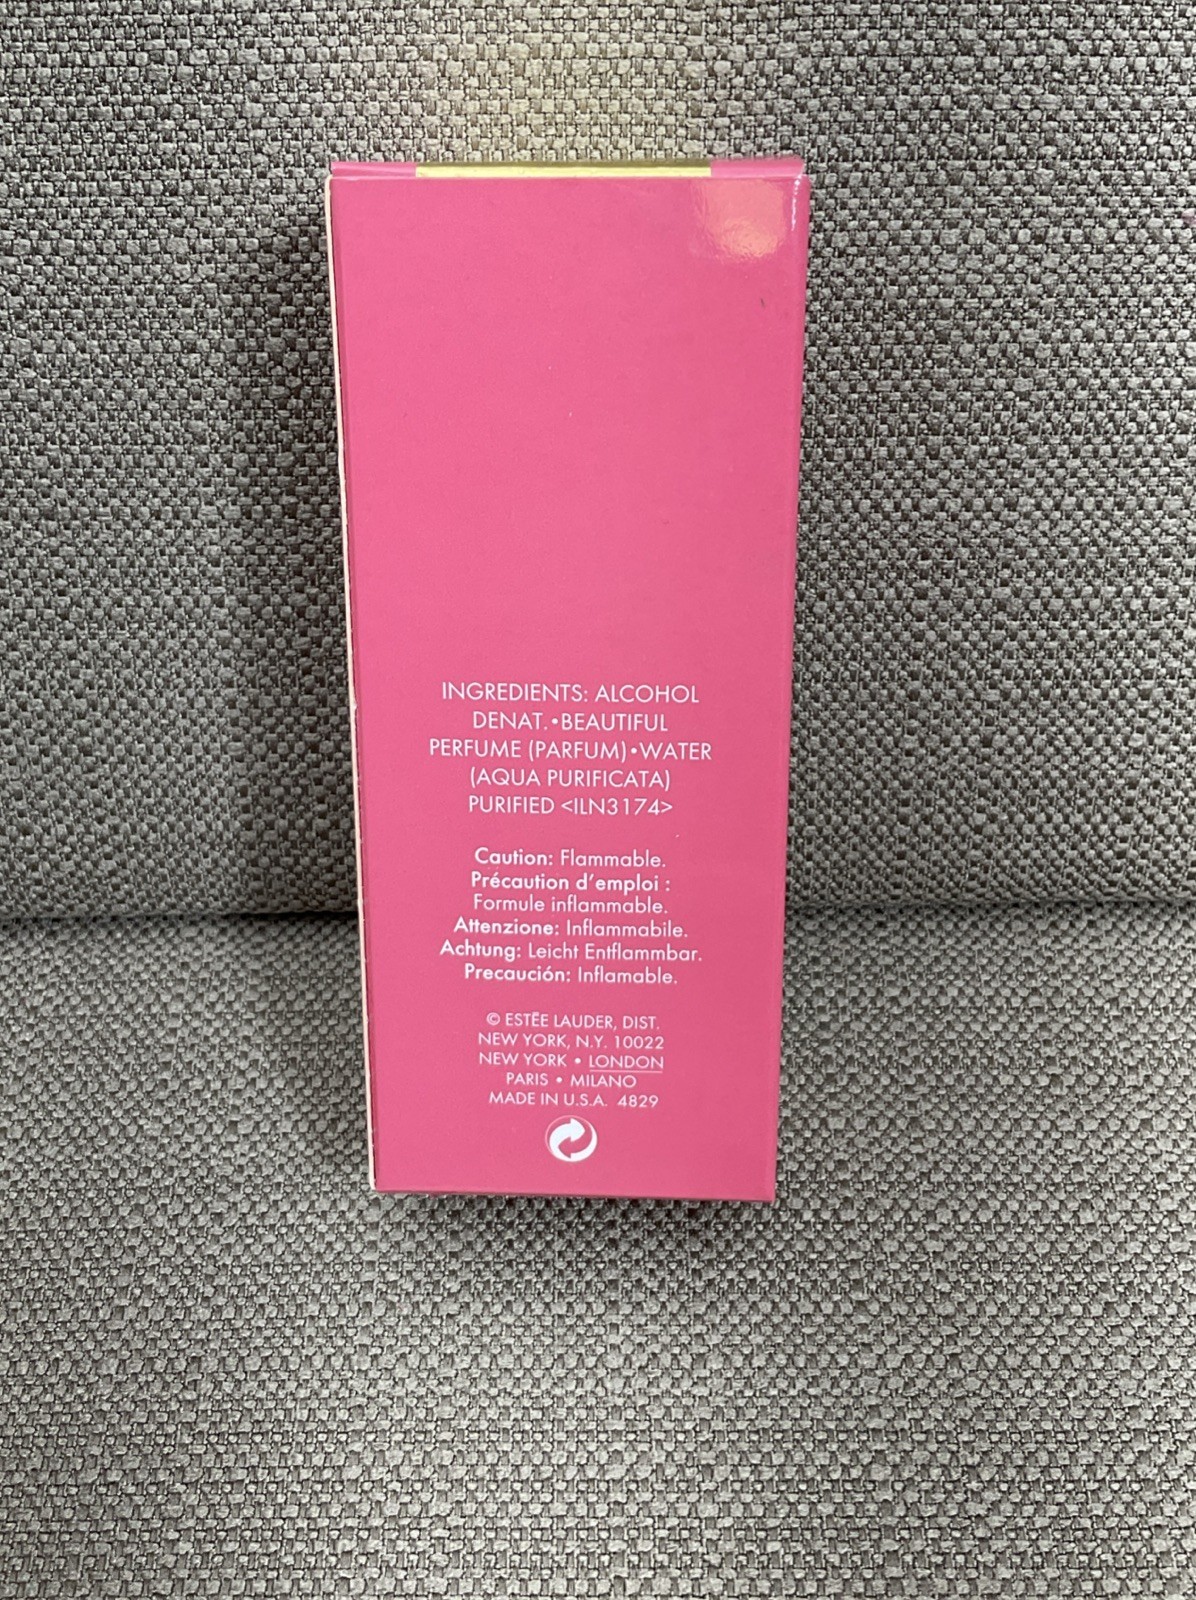 INGREDIENTS: ALCOHOL
DENAT.•BEAUTIFUL
PERFUME (PARFUM)•WATER
(AQUA PURIFICATA)
PURIFIED <ILN3174>
Caution: Flammable.
Précaution d'emploi :
Formule inflammable.
Attenzione: Inflammabile.
Achtung: Leicht Entflammbar.
Precaución: Inflamable.
© ESTĒE LAUDER, DIST.
NEW YORK, N.Y. 10022
NEW YORK • LONDON
PARIS • MILANO
MADE IN U.S.A. 4829